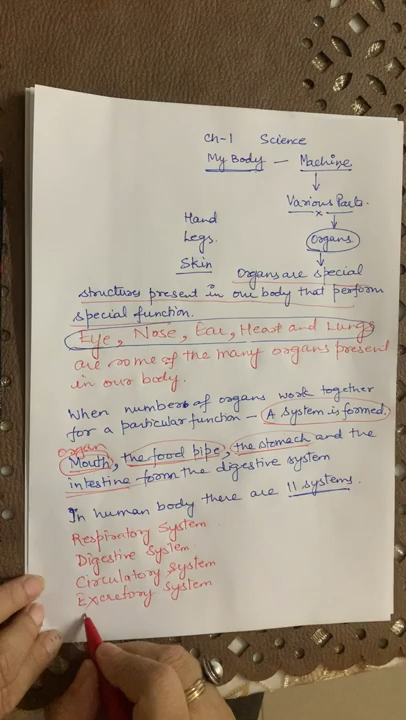 Ch-1 Science
My Body — Machine
Various Parts.
Hand
Legs.
Organs.
Skin
Organs are special
structures present in our body that perform
special function.
Eye, Nose, Ear, Heart and Lungs
are some of the many organs present
in our body.
When numbers of organs work together
for a particular function - A system is formed.
organ
Mouth, the food pipe, the stomach and the
intestine form the digestive system
In human body there are 11 systems.
Respiratory System
Digestive System
Circulatory System
Excretory System